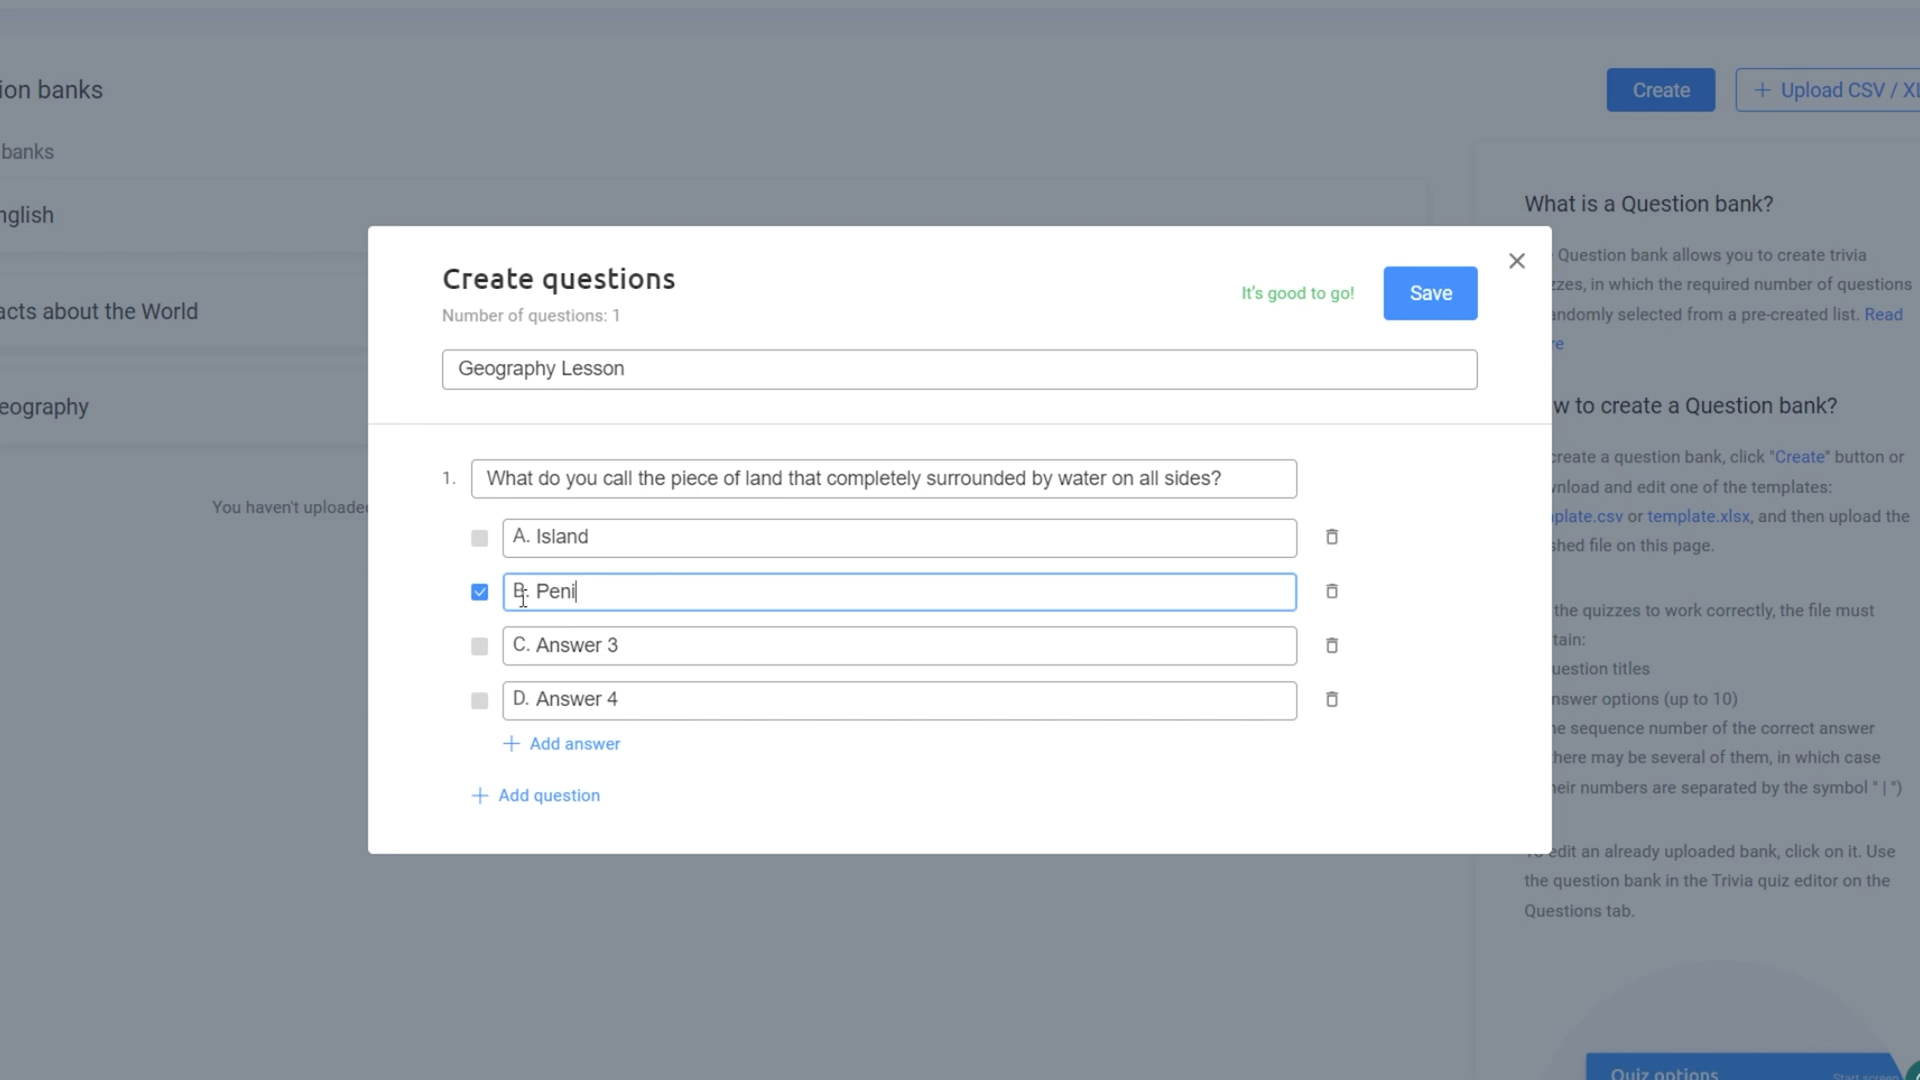 ion banks
Create
+ Upload CSV / XL
banks
nglish
acts about the World
eography
You haven't uploaded
What is a Question bank?
Question bank allows you to create trivia
zzes, in which the required number of questions
andomly selected from a pre-created list. Read
re
w to create a Question bank?
create a question bank, click "Create" button or
wnload and edit one of the templates:
plate.csv or template.xlsx, and then upload the
shed file on this page.
the quizzes to work correctly, the file must
tain:
uestion titles
nswer options (up to 10)
he sequence number of the correct answer
here may be several of them, in which case
heir numbers are separated by the symbol " | ")
To edit an already uploaded bank, click on it. Use
the question bank in the Trivia quiz editor on the
Questions tab.
Quiz options
Start screen
Create questions
Number of questions: 1
It's good to go!
Save
Geography Lesson
1. What do you call the piece of land that completely surrounded by water on all sides?
A. Island
B. Peni
C. Answer 3
D. Answer 4
+ Add answer
+ Add question